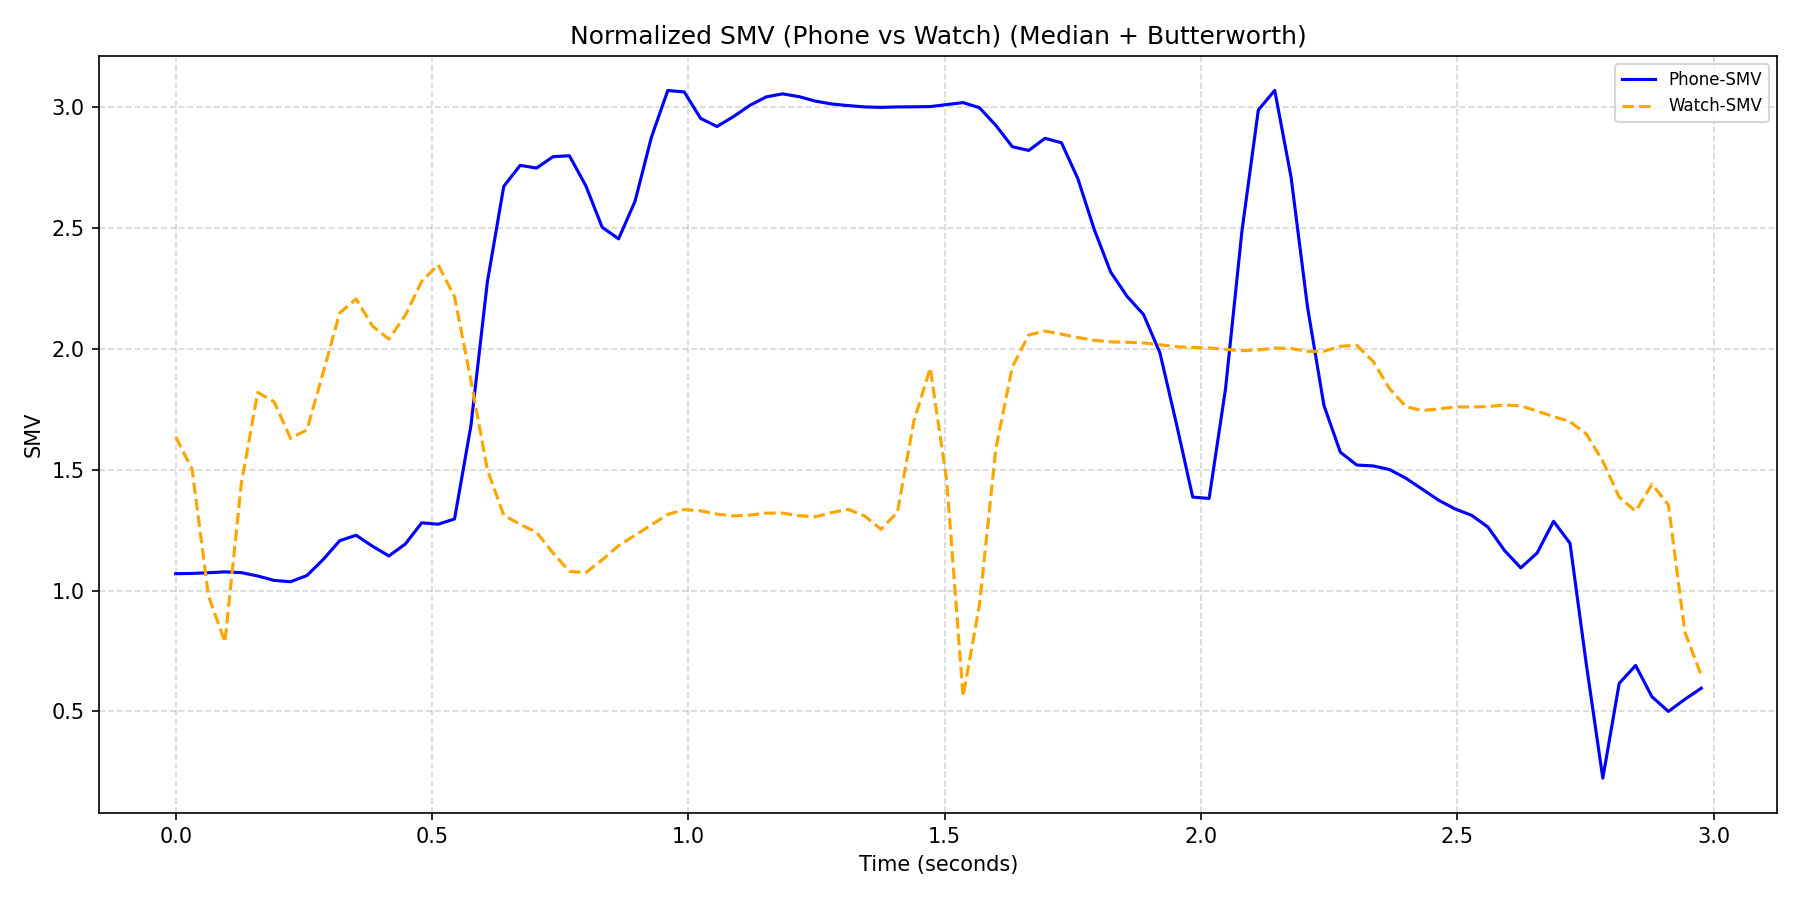 Normalized SMV (Phone vs Watch) (Median + Butterworth)
Phone-SMV
Watch-SMV
SMV
3.0
2.5
2.0
1.5
1.0
0.5
0.0 0.5 1.0 1.5 2.0 2.5 3.0
Time (seconds)